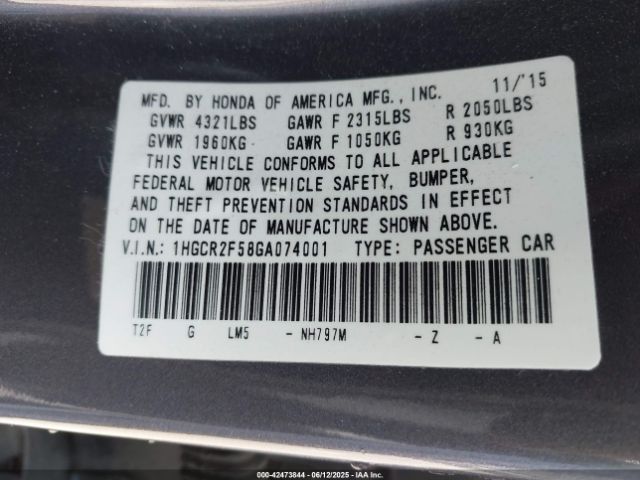 MFD. BY HONDA OF AMERICA MFG., INC. 11/'15
GVWR 4321LBS GAWR F 2315LBS R 2050LBS
GVWR 1960KG GAWR F 1050KG R 930KG
THIS VEHICLE CONFORMS TO ALL APPLICABLE
FEDERAL MOTOR VEHICLE SAFETY, BUMPER,
AND THEFT PREVENTION STANDARDS IN EFFECT
ON THE DATE OF MANUFACTURE SHOWN ABOVE.
V.I.N.: 1HGCR2F58GA074001 TYPE: PASSENGER CAR
T2F G LM5 - NH797M - Z - A
000-42473844 | 06/12/2025 | IAA